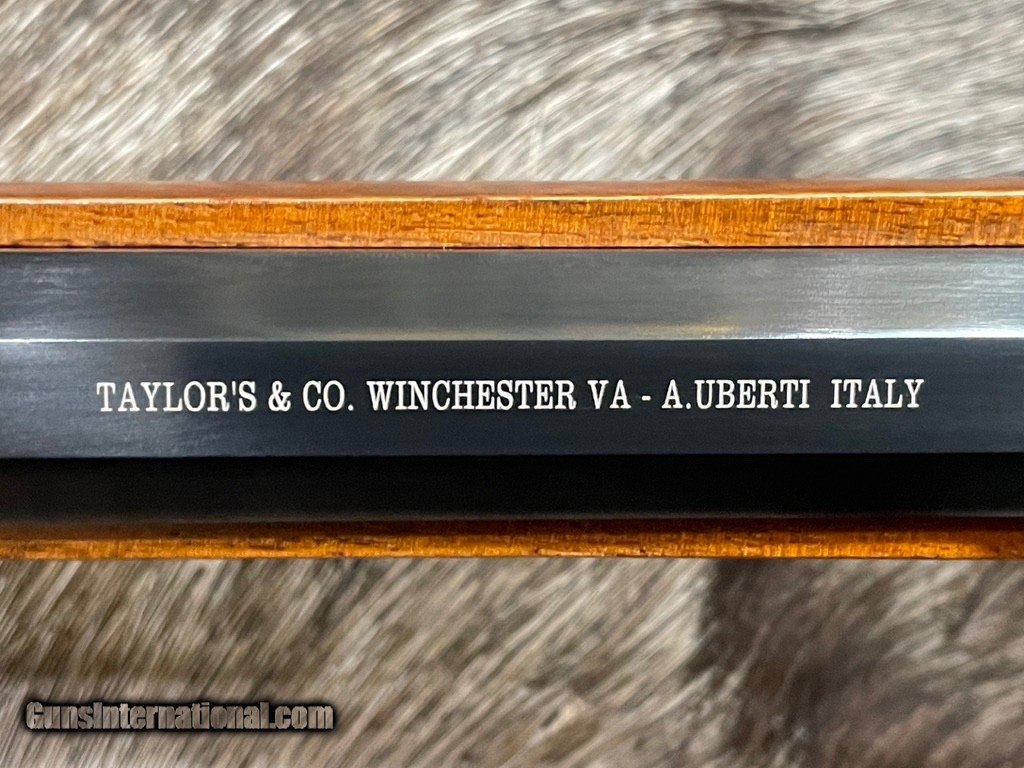 TAYLOR'S & CO. WINCHESTER VA - A.UBERTI ITALY
GunsInternational.com